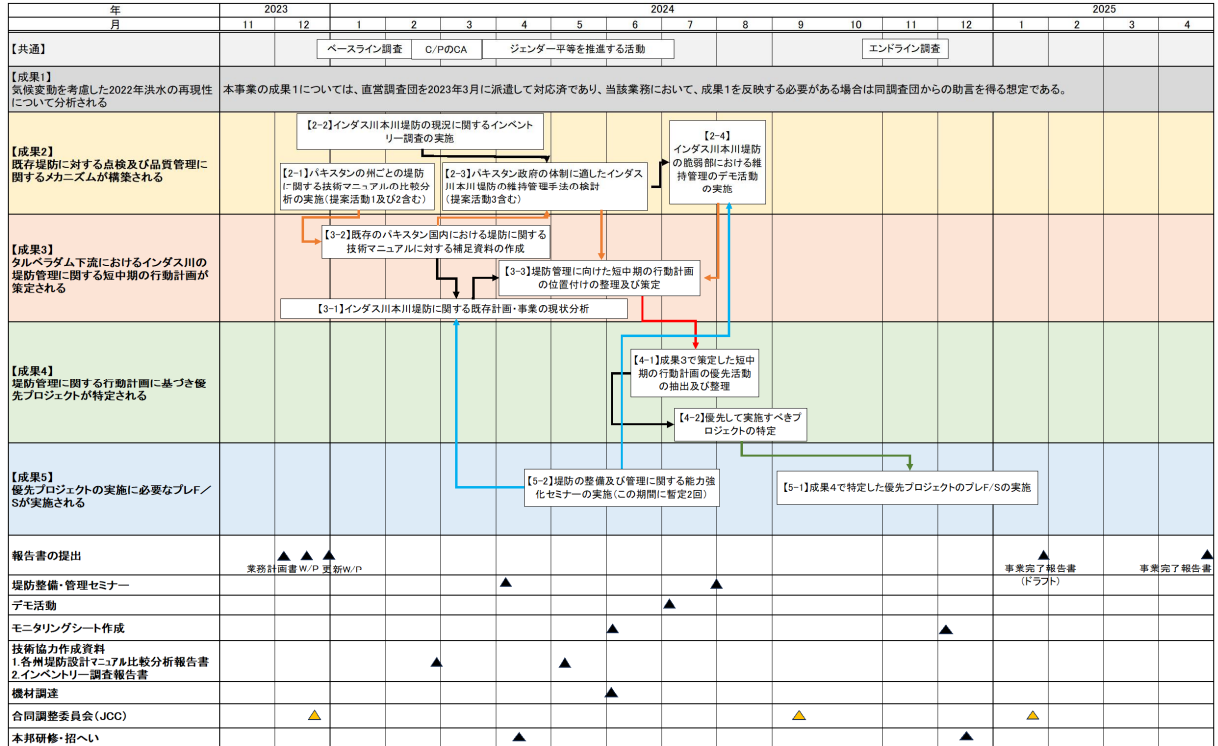 年
2023
2024
2025
月
11
12
1
2
3
4
5
6
7
8
9
10
11
12
1
2
3
4
【共通】
ベースライン調査
C/PのCA
ジェンダー平等を推進する活動
エンドライン調査
【成果1】
気候変動を考慮した2022年洪水の再現性
について分析される
本事業の成果1については、直営調査団を2023年3月に派遣して対応済であり、当該業務において、成果1を反映する必要がある場合は同調査団からの助言を得る想定である。
【成果2】
既存堤防に対する点検及び品質管理に
関するメカニズムが構築される
【2-2】インダス川本川堤防の現況に関するインベント
リー調査の実施
【2-1】パキスタンの州ごとの堤防
に関する技術マニュアルの比較分
析の実施(提案活動1及び2含む)
【2-3】パキスタン政府の体制に適したインダス
川本川堤防の維持管理手法の検討
(提案活動3含む)
【2-4】
インダス川本川堤防
の脆弱部における維
持管理のデモ活動
の実施
【成果3】
タルベラダム下流におけるインダス川の
堤防管理に関する短中期の行動計画が
策定される
【3-2】既存のパキスタン国内における堤防に関する
技術マニュアルに対する補足資料の作成
【3-3】堤防管理に向けた短中期の行動計画
の位置付けの整理及び策定
【3-1】インダス川本川堤防に関する既存計画・事業の現状分析
【成果4】
堤防管理に関する行動計画に基づき優
先プロジェクトが特定される
【4-1】成果3で策定した短中
期の行動計画の優先活動
の抽出及び整理
【4-2】優先して実施すべきプ
ロジェクトの特定
【成果5】
優先プロジェクトの実施に必要なプレF/
Sが実施される
【5-2】堤防の整備及び管理に関する能力強
化セミナーの実施(この期間に暫定2回)
【5-1】成果4で特定した優先プロジェクトのプレF/Sの実施
報告書の提出
業務計画書 W/P 更新W/P
事業完了報告書
(ドラフト)
事業完了報告書
堤防整備・管理セミナー
デモ活動
モニタリングシート作成
技術協力作成資料
1.各州堤防設計マニュアル比較分析報告書
2.インベントリー調査報告書
機材調達
合同調整委員会(JCC)
本邦研修・招へい